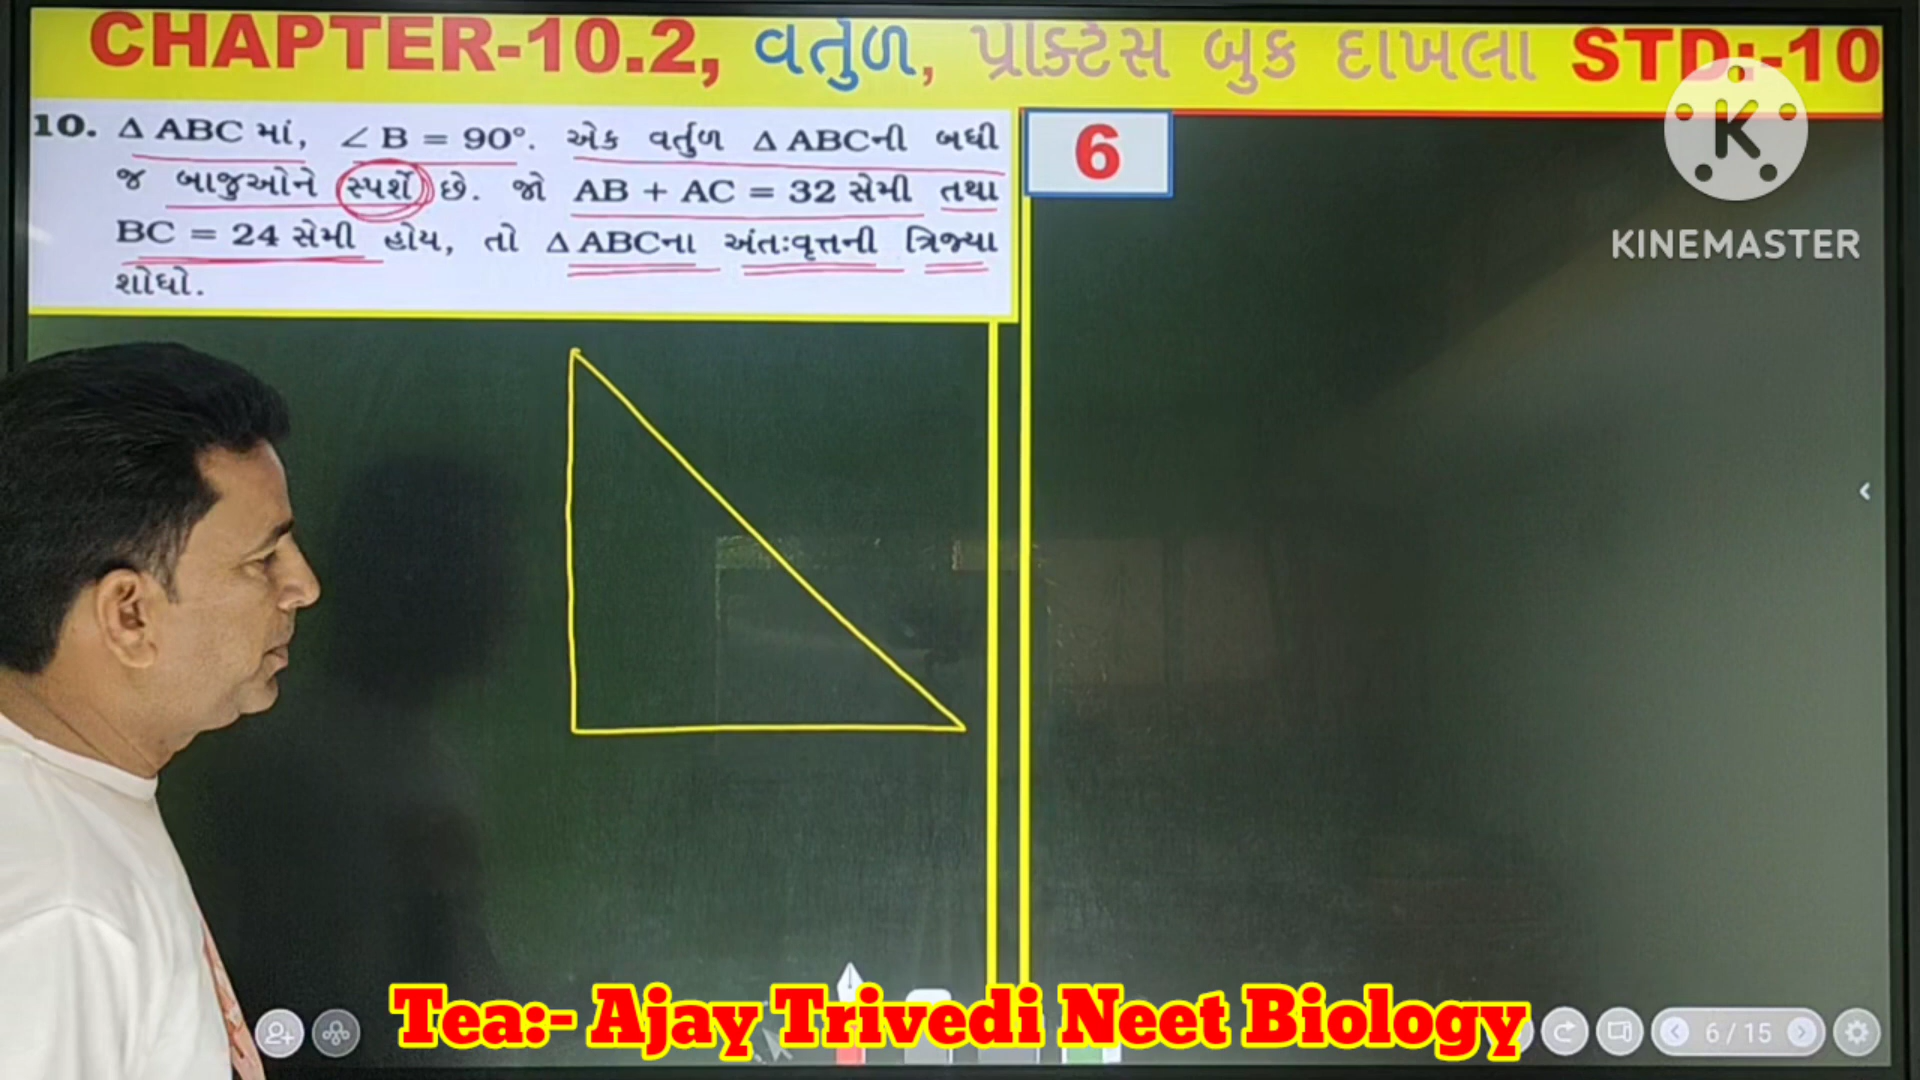 CHAPTER-10.2, વર્તુળ, પ્રેક્ટિસ બુક દાખલા STD:-10
10. Δ ABC માં, ∠ B = 90°. એક વર્તુળ Δ ABCની બધી
જ બાજુઓને સ્પર્શે છે. જો AB + AC = 32 સેમી તથા
BC = 24 સેમી હોય, તો Δ ABCના અંતઃવૃત્તની ત્રિજ્યા
શોધો.
6
K
KINEMASTER
Tea:- Ajay Trivedi Neet Biology
6 / 15